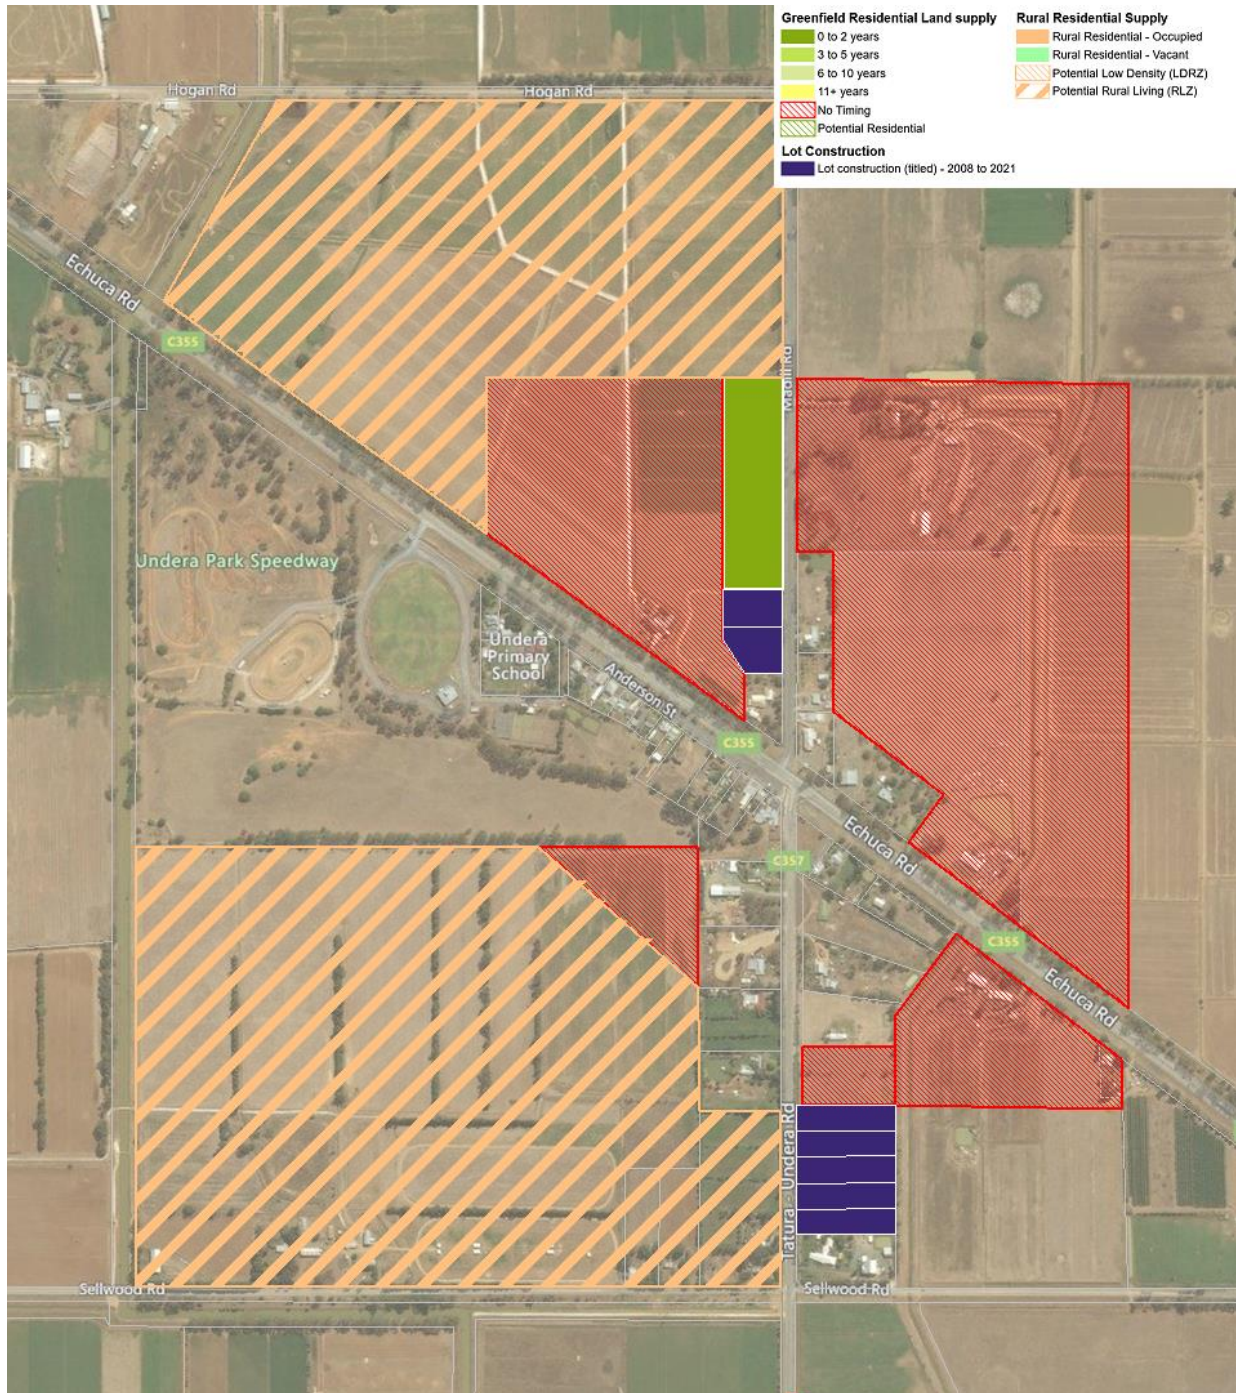 Greenfield Residential Land supply
0 to 2 years
3 to 5 years
6 to 10 years
11+ years
No Timing
Potential Residential
Lot Construction
Lot construction (titled) - 2008 to 2021
Rural Residential Supply
Rural Residential - Occupied
Rural Residential - Vacant
Potential Low Density (LDRZ)
Potential Rural Living (RLZ)
Hogan Rd
Hogan Rd
Echuca Rd
C355
Undera Park Speedway
Undera
Primary
School
Anderson St
C355
Echuca Rd
C357
C355
Echuca Rd
Tatura - Undera Rd
Sellwood Rd
Sellwood Rd